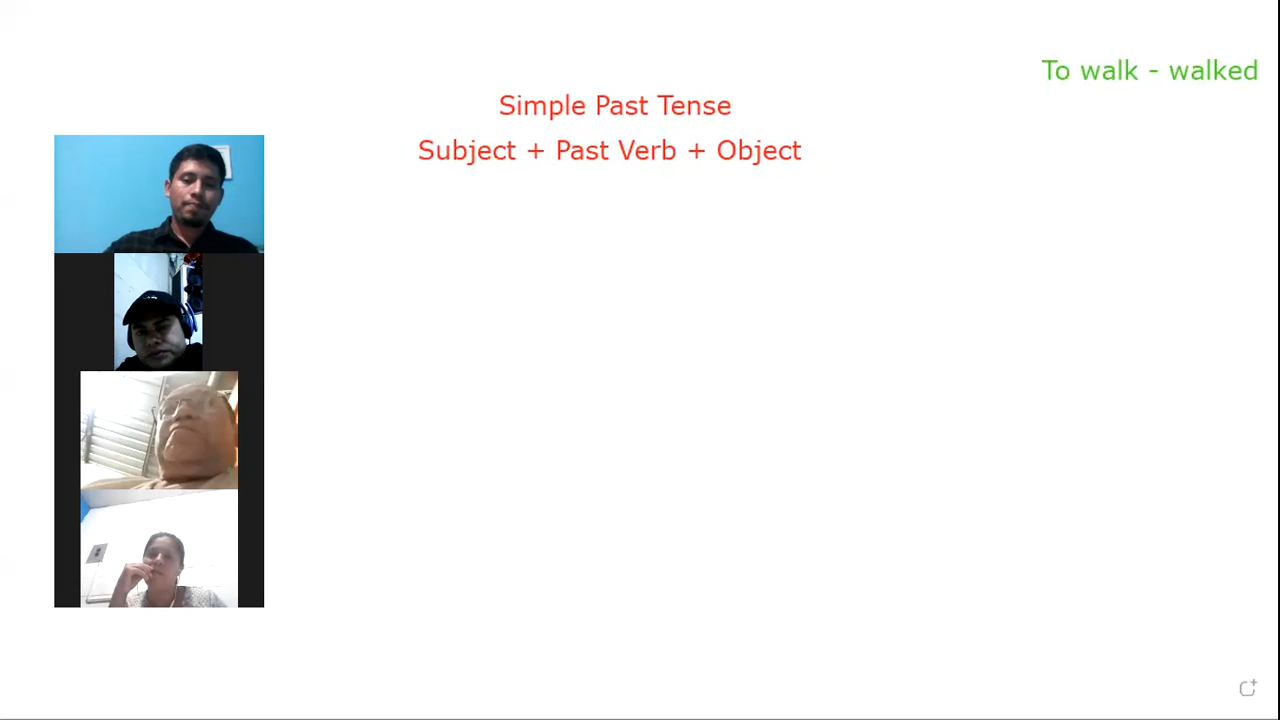 To walk - walked
Simple Past Tense
Subject + Past Verb + Object